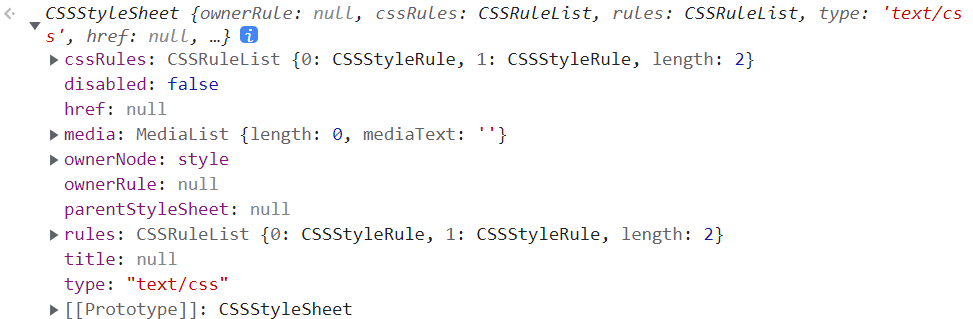 CSSStyleSheet {ownerRule: null, cssRules: CSSRuleList, rules: CSSRuleList, type: 'text/cs
s', href: null, …} i
cssRules: CSSRuleList {0: CSSStyleRule, 1: CSSStyleRule, length: 2}
disabled: false
href: null
media: MediaList {length: 0, mediaText: ''}
ownerNode: style
ownerRule: null
parentStyleSheet: null
rules: CSSRuleList {0: CSSStyleRule, 1: CSSStyleRule, length: 2}
title: null
type: "text/css"
[[Prototype]]: CSSStyleSheet